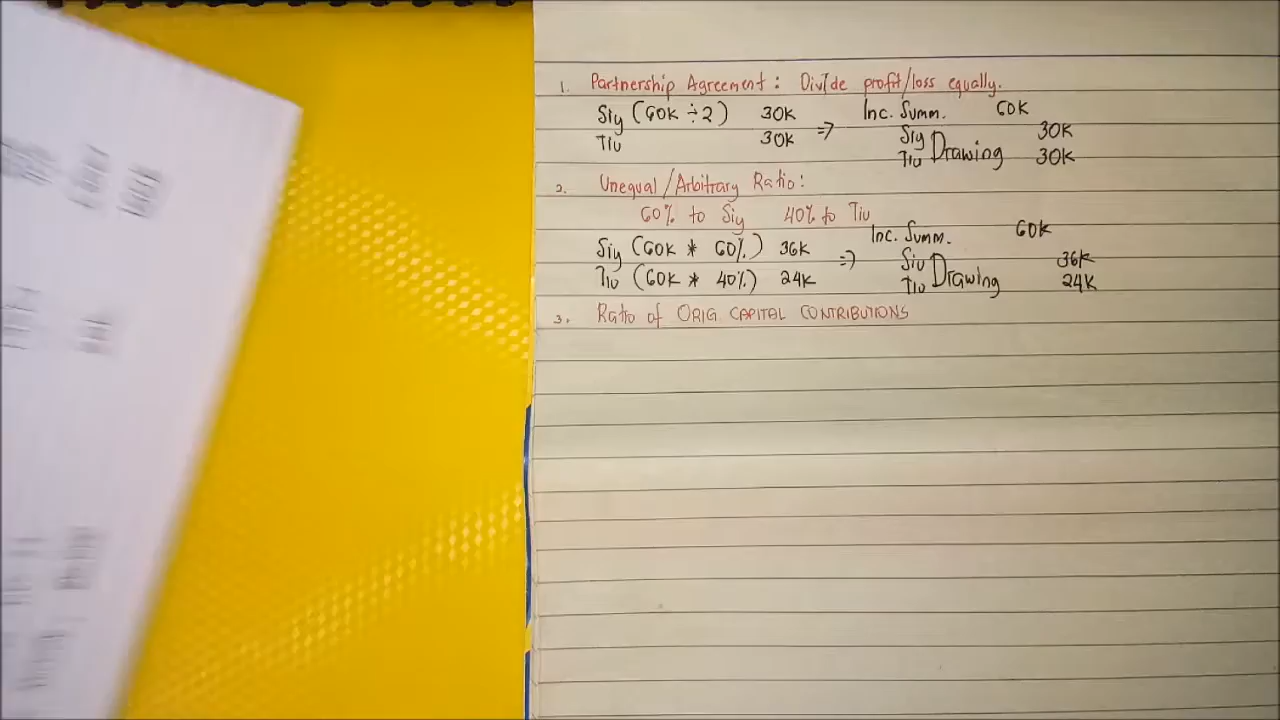 1. Partnership Agreement: Divide profit/loss equally.
Siy (60K ÷ 2) 30K => Inc. Summ. 60K
Tiu 30K Siy Drawing 30K
Tiu 30K
2. Unequal/Arbitrary Ratio:
60% to Siy 40% to Tiu
Siy (60K * 60%) 36K => Inc. Summ. 60K
Tiu (60K * 40%) 24K Siy Drawing 36K
Tiu 24K
3. Ratio of ORIG. CAPITAL CONTRIBUTIONS